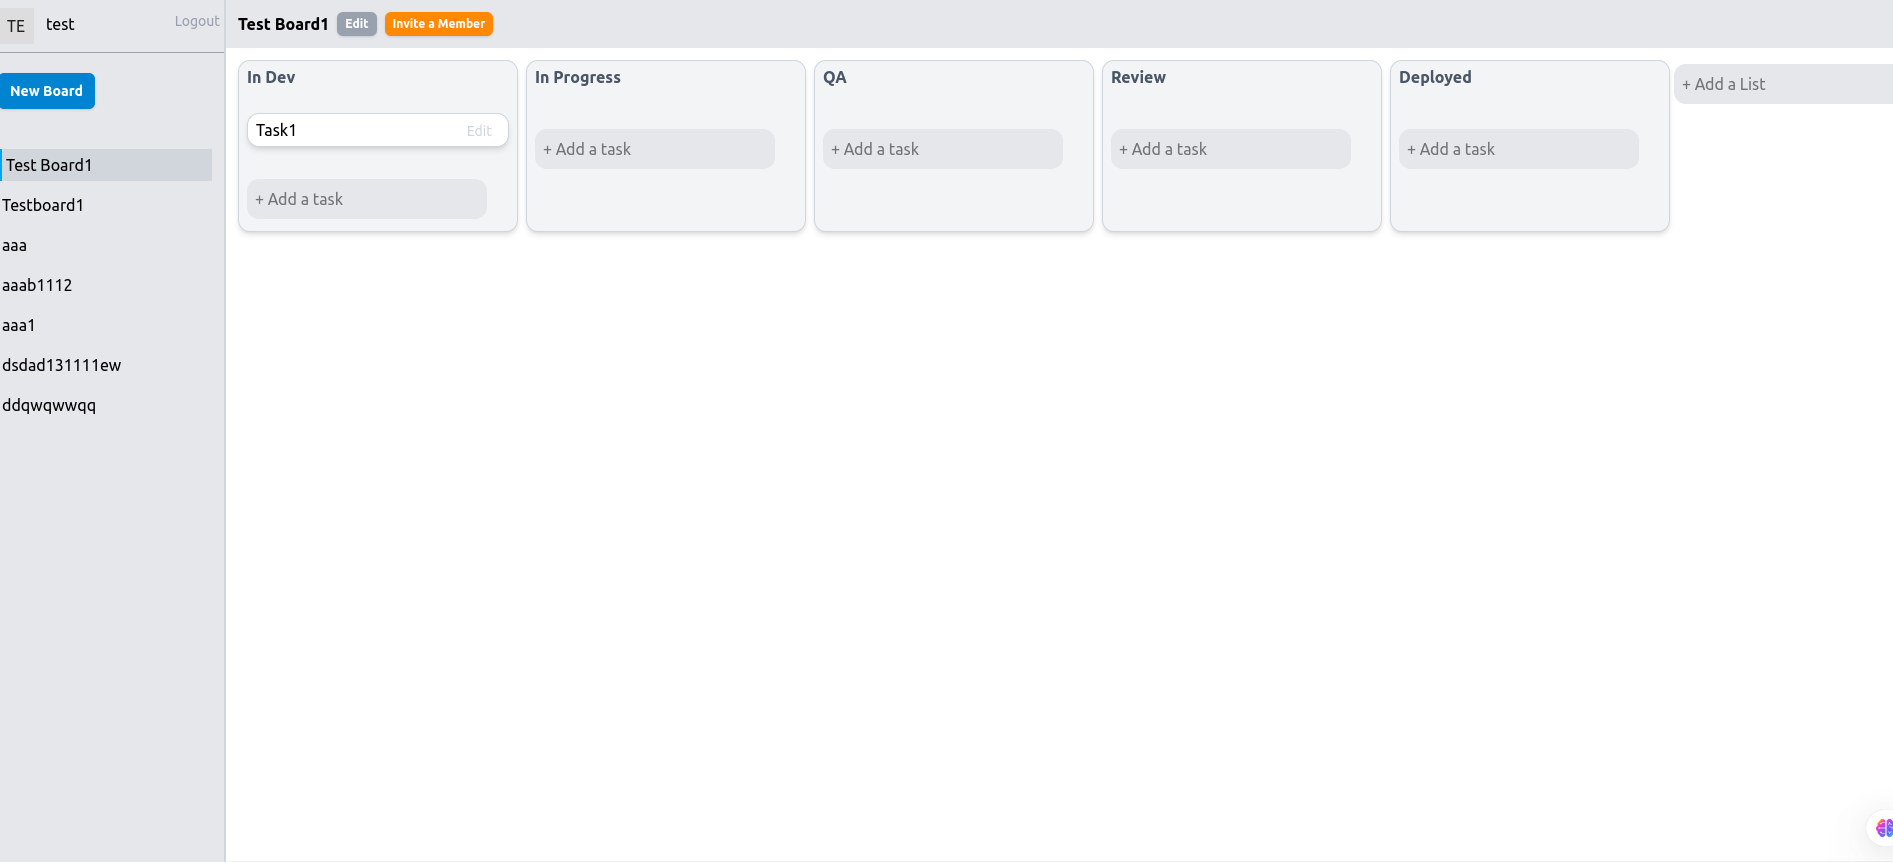 TE test Logout
New Board
Test Board1
Testboard1
aaa
aaab1112
aaa1
dsdad131111ew
ddqwqwwqq
Test Board1 Edit Invite a Member
In Dev
Task1 Edit
+ Add a task
In Progress
+ Add a task
QA
+ Add a task
Review
+ Add a task
Deployed
+ Add a task
+ Add a List